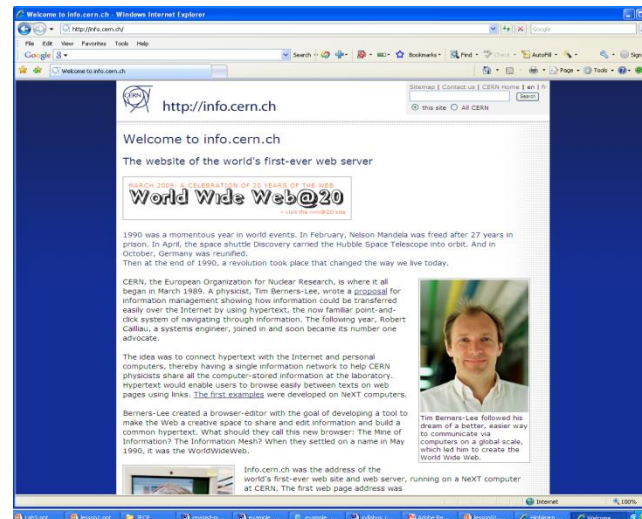 Welcome to info.cern.ch - Windows Internet Explorer
http://info.cern.ch/
Google
File Edit View Favorites Tools Help
Google
Search
Bookmarks
Find
Check
AutoFill
Sign
Welcome to info.cern.ch
Page
Tools
Sitemap | Contact us | CERN Home | en | fr
CERN
http://info.cern.ch
Search
this site All CERN
Welcome to info.cern.ch
The website of the world's first-ever web server
MARCH 2009: A CELEBRATION OF 20 YEARS OF THE WEB
World Wide Web@20
1990 was a momentous year in world events. In February, Nelson Mandela was freed after 27 years in
prison. In April, the space shuttle Discovery carried the Hubble Space Telescope into orbit. And in
October, Germany was reunified.
Then at the end of 1990, a revolution took place that changed the way we live today.
CERN, the European Organization for Nuclear Research, is where it all
began in March 1989. A physicist, Tim Berners-Lee, wrote a proposal for
information management showing how information could be transferred
easily over the Internet by using hypertext, the now familiar point-and-
click system of navigating through information. The following year, Robert
Cailliau, a systems engineer, joined in and soon became its number one
advocate.
The idea was to connect hypertext with the Internet and personal
computers, thereby having a single information network to help CERN
physicists share all the computer-stored information at the laboratory.
Hypertext would enable users to browse easily between texts on web
pages using links. The first examples were developed on NeXT computers.
Berners-Lee created a browser-editor with the goal of developing a tool to
make the Web a creative space to share and edit information and build a
common hypertext. What should they call this new browser: The Mine of
Information? The Information Mesh? When they settled on a name in May
1990, it was the WorldWideWeb.
Tim Berners-Lee followed his
dream of a better, easier way
to communicate via
computers on a global scale,
which led him to create the
World Wide Web.
Info.cern.ch was the address of the
world's first-ever web site and web server, running on a NeXT computer
at CERN. The first web page address was
Internet
100%